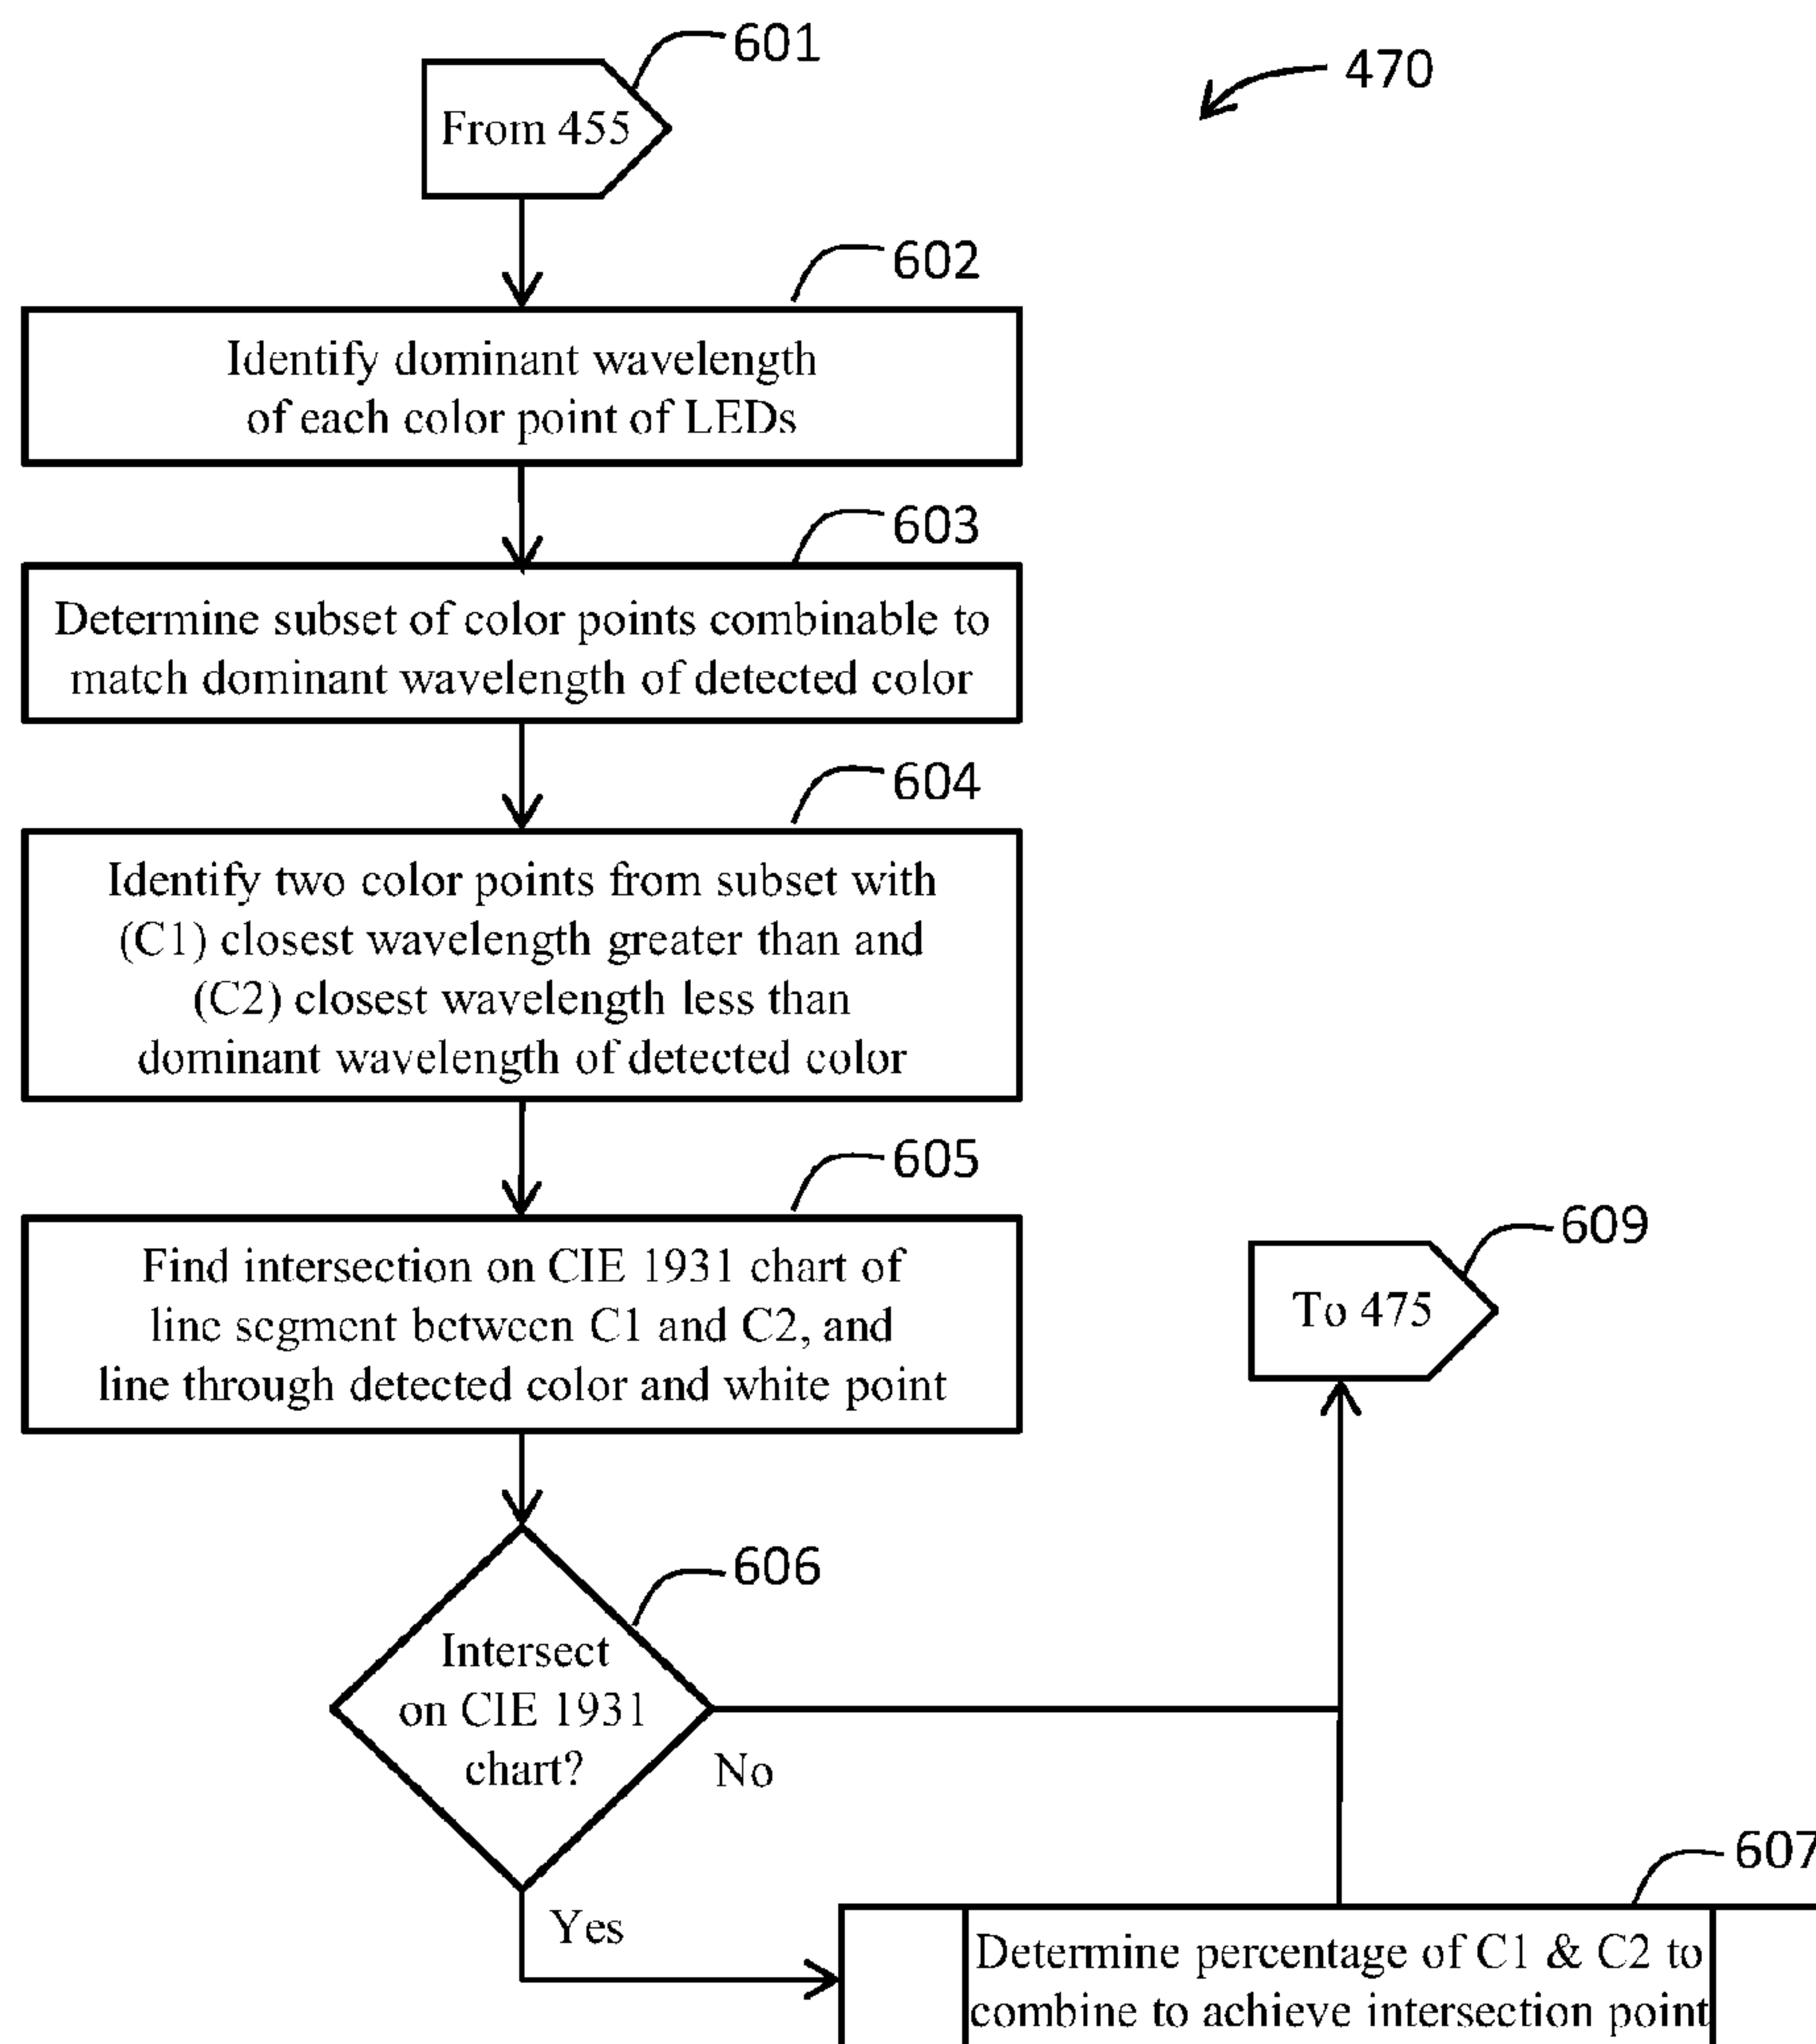 601
470
From 455
602
Identify dominant wavelength
of each color point of LEDs
603
Determine subset of color points combinable to
match dominant wavelength of detected color
604
Identify two color points from subset with
(C1) closest wavelength greater than and
(C2) closest wavelength less than
dominant wavelength of detected color
605
Find intersection on CIE 1931 chart of
line segment between C1 and C2, and
line through detected color and white point
609
To 475
606
Intersect
on CIE 1931
chart?
No
Yes
607
Determine percentage of C1 & C2 to
combine to achieve intersection point